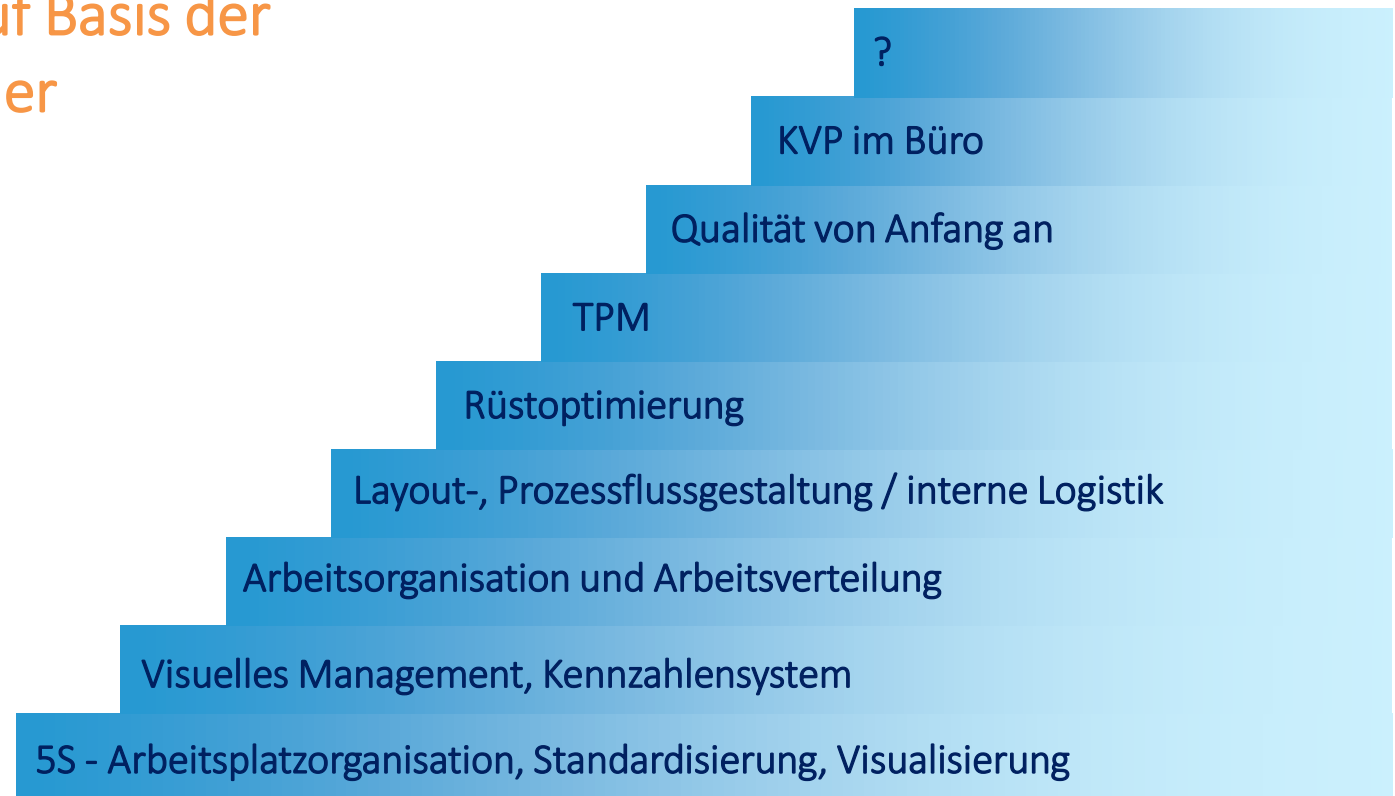 uf Basis der
er
?
KVP im Büro
Qualität von Anfang an
TPM
Rüstoptimierung
Layout-, Prozessflussgestaltung / interne Logistik
Arbeitsorganisation und Arbeitsverteilung
Visuelles Management, Kennzahlensystem
5S - Arbeitsplatzorganisation, Standardisierung, Visualisierung